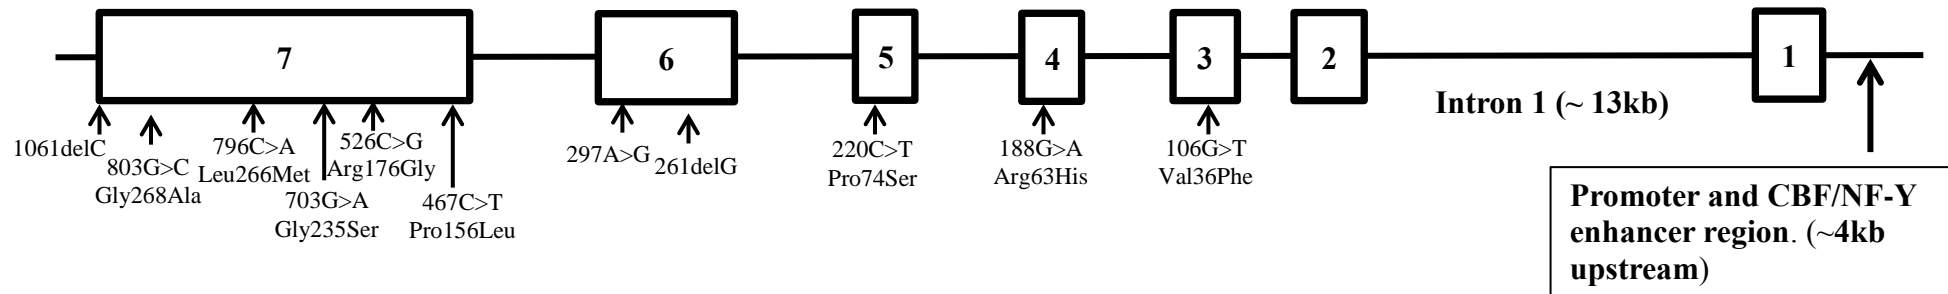 7
6
5
4
3
2
1
Intron 1 (~ 13kb)
1061delC
803G>C
Gly268Ala
796C>A
Leu266Met
703G>A
Gly235Ser
526C>G
Arg176Gly
467C>T
Pro156Leu
297A>G
261delG
220C>T
Pro74Ser
188G>A
Arg63His
106G>T
Val36Phe
Promoter and CBF/NF-Y
enhancer region. (~4kb
upstream)